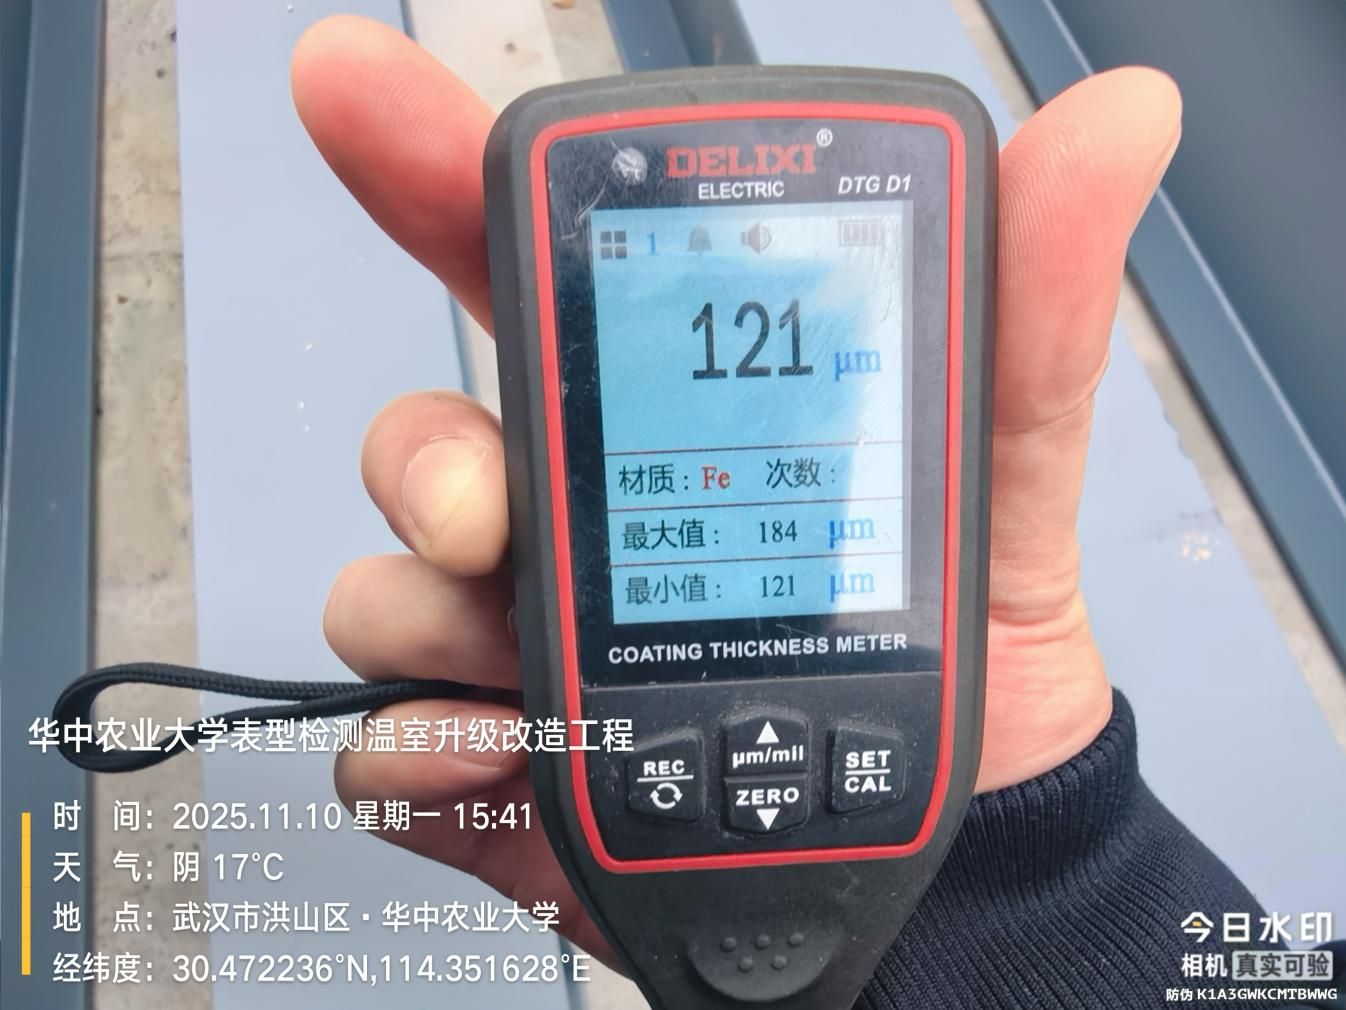 DELIXI®
ELECTRIC DTG D1
1
121 μm
材质：Fe 次数：
最大值： 184 μm
最小值： 121 μm
COATING THICKNESS METER
REC
μm/mil
ZERO
SET
CAL
华中农业大学表型检测温室升级改造工程
时 间：2025.11.10 星期一 15:41
天 气：阴 17°C
地 点：武汉市洪山区·华中农业大学
经纬度：30.472236°N,114.351628°E
今日水印
相机 真实可验
防伪 K1A3GWKCMTBWWG